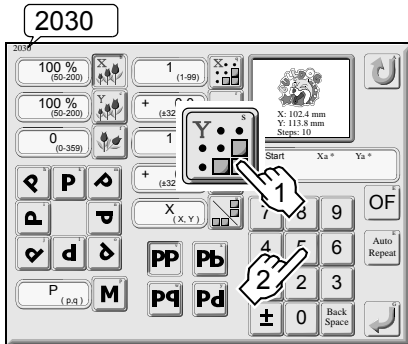 2030
2030
100 %
(50-200)
X
1
(1-99)
X
100 %
(50-200)
Y
+
(±32
0
(0-359)
1
+
(±32
X
(X, Y)
Y
S
1
X: 102.4 mm
Y: 113.8 mm
Steps: 10
Start Xa * Ya *
P P P
P P
P P P
P
(p,q)
M
PP Pb
Pq Pd
7 8 9
4 5 6
2
2 3
± 0 Back
Space
OF
Auto
Repeat